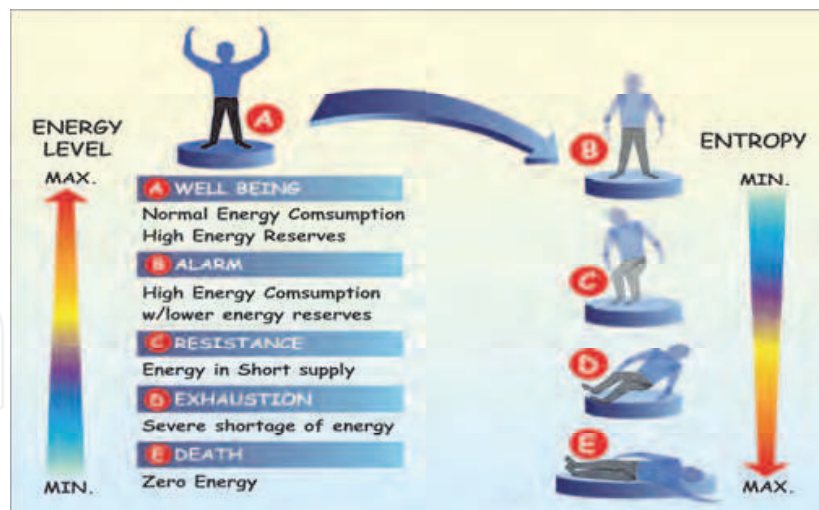 ENERGY
LEVEL
MAX.
MIN.
A
A WELL BEING
Normal Energy Comsumption
High Energy Reserves
B ALARM
High Energy Comsumption
w/lower energy reserves
C RESISTANCE
Energy in Short supply
D EXHAUSTION
Severe shortage of energy
E DEATH
Zero Energy
B
C
D
E
ENTROPY
MIN.
MAX.